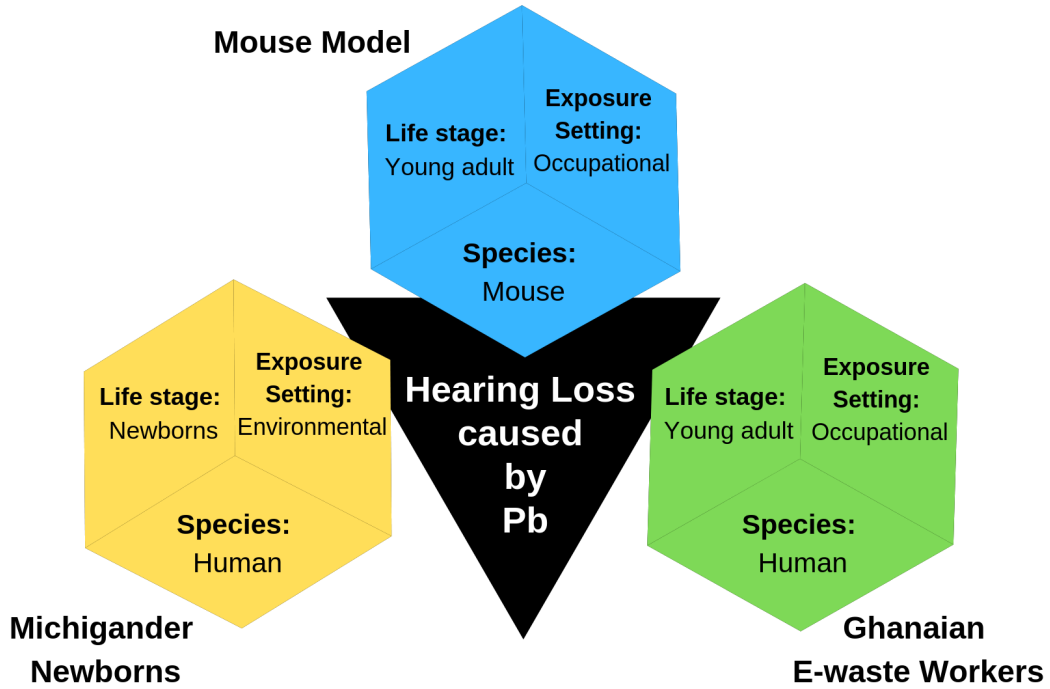 Mouse Model
Life stage:
Young adult
Exposure
Setting:
Occupational
Species:
Mouse
Hearing Loss
caused
by
Pb
Life stage:
Newborns
Exposure
Setting:
Environmental
Species:
Human
Michigander
Newborns
Life stage:
Young adult
Exposure
Setting:
Occupational
Species:
Human
Ghanaian
E-waste Workers